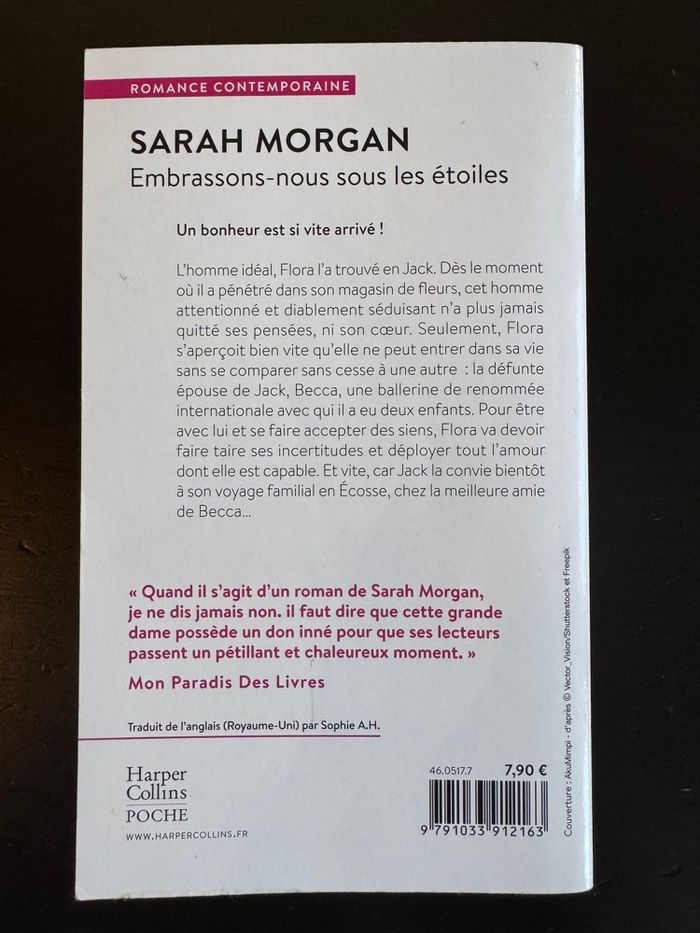 ROMANCE CONTEMPORAINE
SARAH MORGAN
Embrassons-nous sous les étoiles
Un bonheur est si vite arrivé !
L’homme idéal, Flora l’a trouvé en Jack. Dès le moment
où il a pénétré dans son magasin de fleurs, cet homme
attentionné et diablement séduisant n’a plus jamais
quitté ses pensées, ni son cœur. Seulement, Flora
s’aperçoit bien vite qu’elle ne peut entrer dans sa vie
sans se comparer sans cesse à une autre : la défunte
épouse de Jack, Becca, une ballerine de renommée
internationale avec qui il a eu deux enfants. Pour être
avec lui et se faire accepter des siens, Flora va devoir
faire taire ses incertitudes et déployer tout l’amour
dont elle est capable. Et vite, car Jack la convie bientôt
à son voyage familial en Écosse, chez la meilleure amie
de Becca…
« Quand il s’agit d’un roman de Sarah Morgan,
je ne dis jamais non. il faut dire que cette grande
dame possède un don inné pour que ses lecteurs
passent un pétillant et chaleureux moment. »
Mon Paradis Des Livres
Traduit de l’anglais (Royaume-Uni) par Sophie A.H.
Harper
Collins
POCHE
WWW.HARPERCOLLINS.FR
46.0517.7 7,90 €
9 791033 912163
Couverture : AkuMimpi - d’après © Vector_Vision/Shutterstock et Freepik